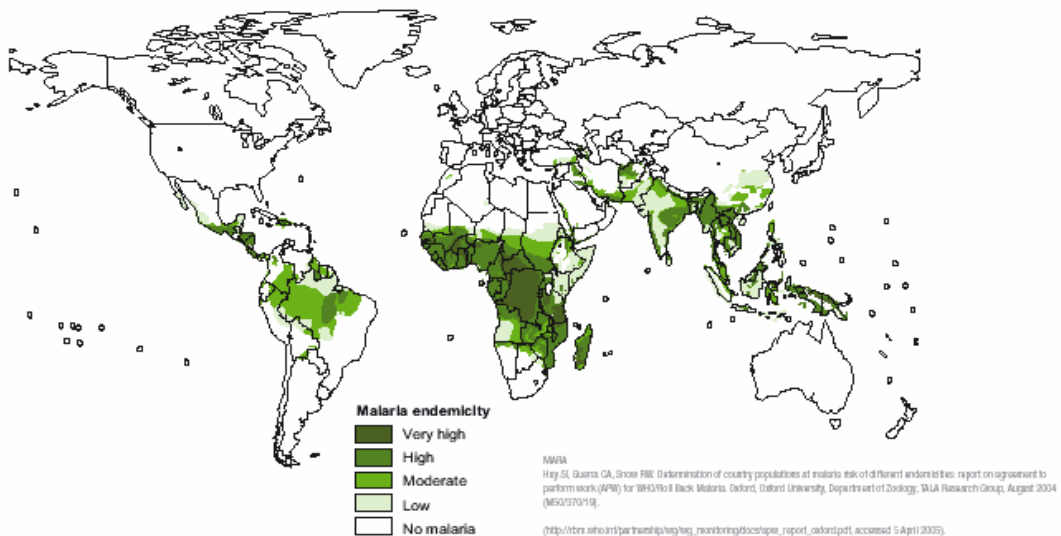 Malaria endemicity
Very high
High
Moderate
Low
No malaria
MARA
Hay SI, Guerra CA, Snow RW. Determination of country populations at malaria risk of different endemicities: report on agreement to
perform work (APW) for WHO/Roll Back Malaria. Oxford, Oxford University, Department of Zoology, TALA Research Group, August 2004
(M50/370/19).
(http://rbm.who.int/partnership/wg/wg_monitoring/docs/apw_report_oxford.pdf, accessed 5 April 2005).